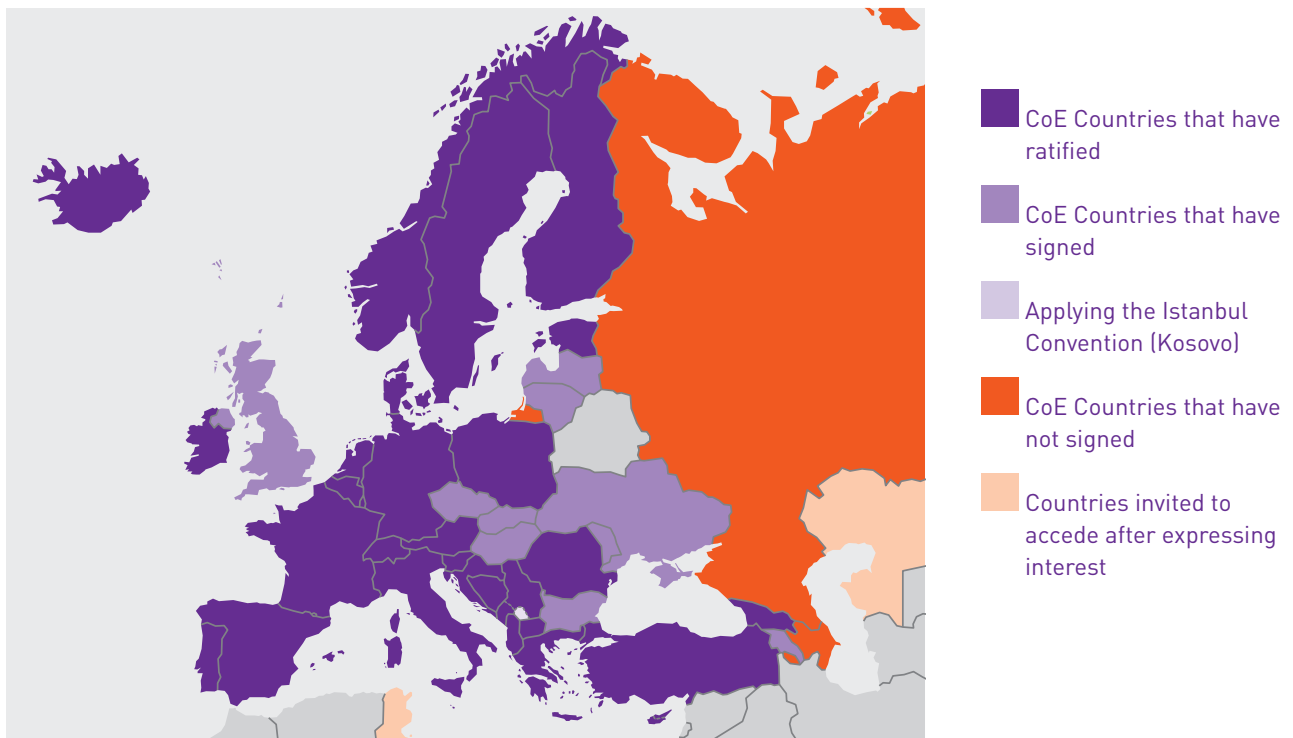 CoE Countries that have
ratified
CoE Countries that have
signed
Applying the Istanbul
Convention (Kosovo)
CoE Countries that have
not signed
Countries invited to
accede after expressing
interest